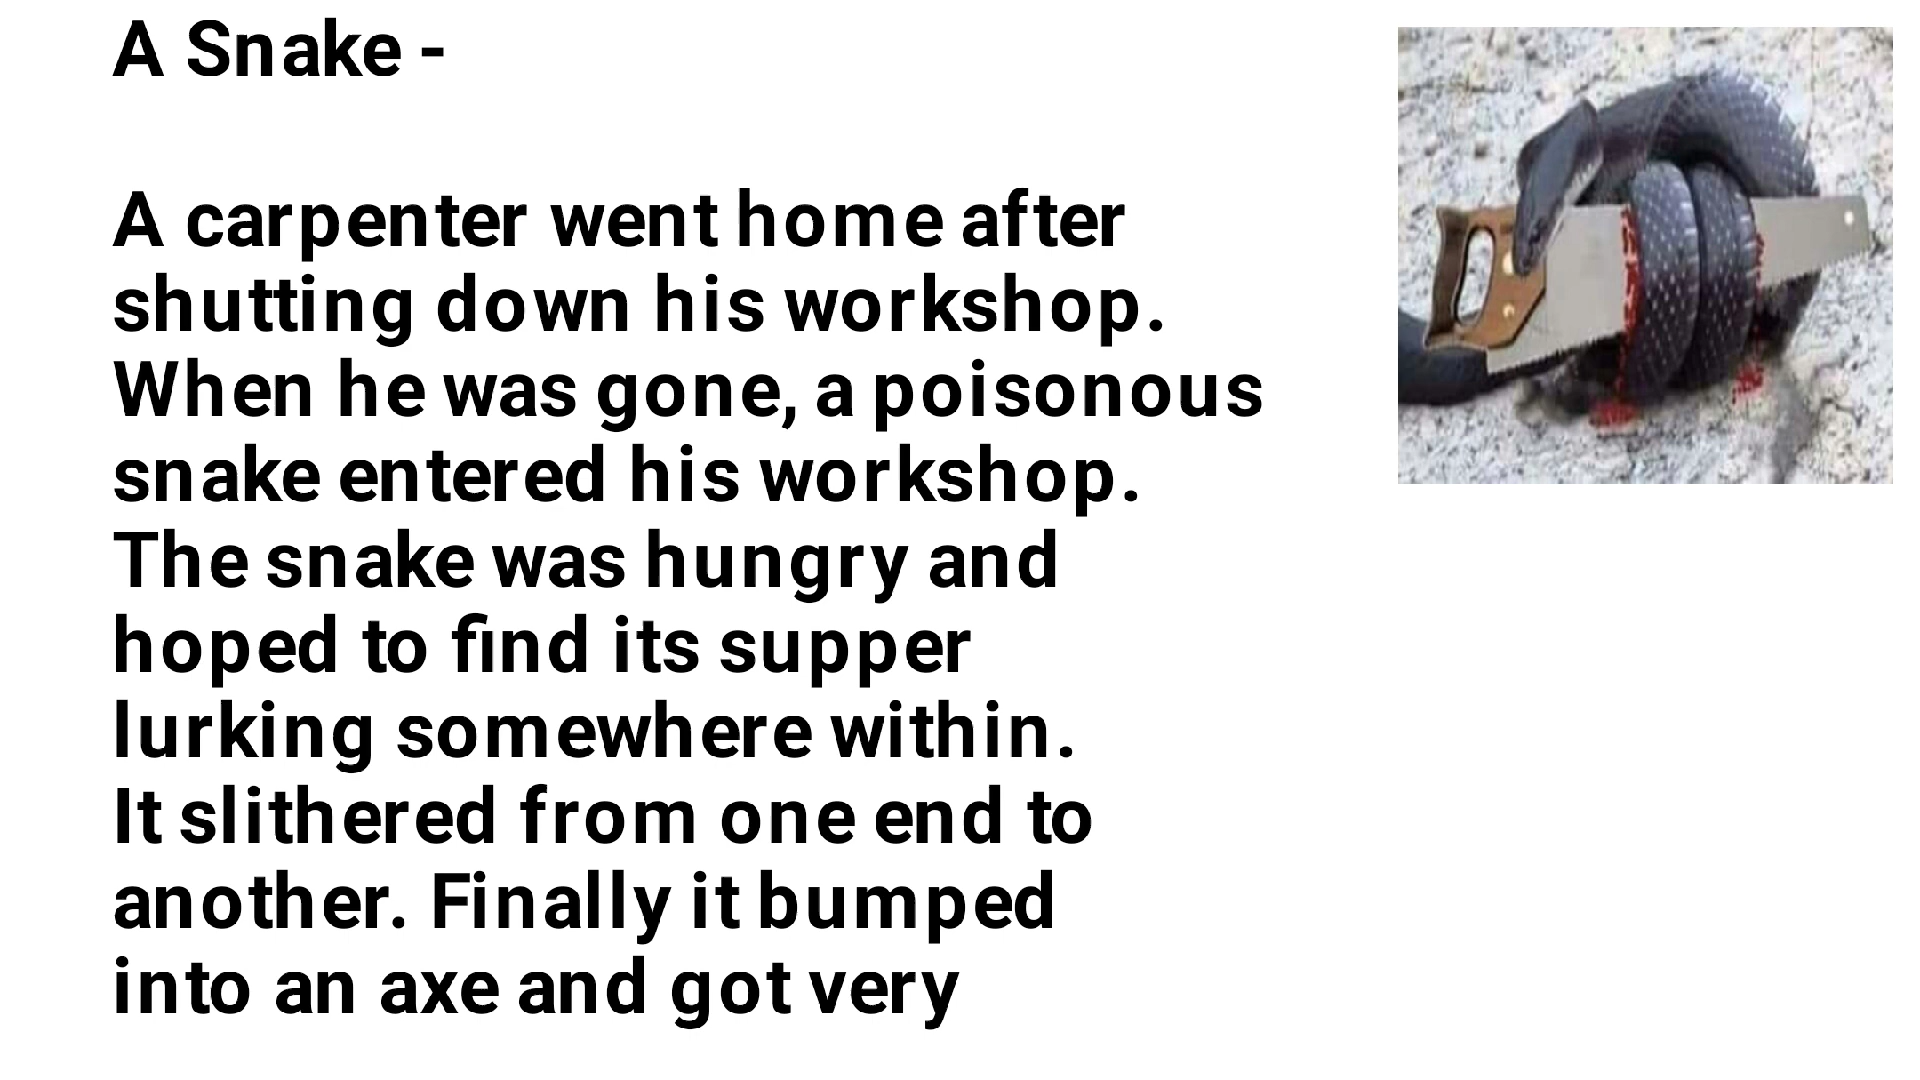 A Snake -
A carpenter went home after
shutting down his workshop.
When he was gone, a poisonous
snake entered his workshop.
The snake was hungry and
hoped to find its supper
lurking somewhere within.
It slithered from one end to
another. Finally it bumped
into an axe and got very